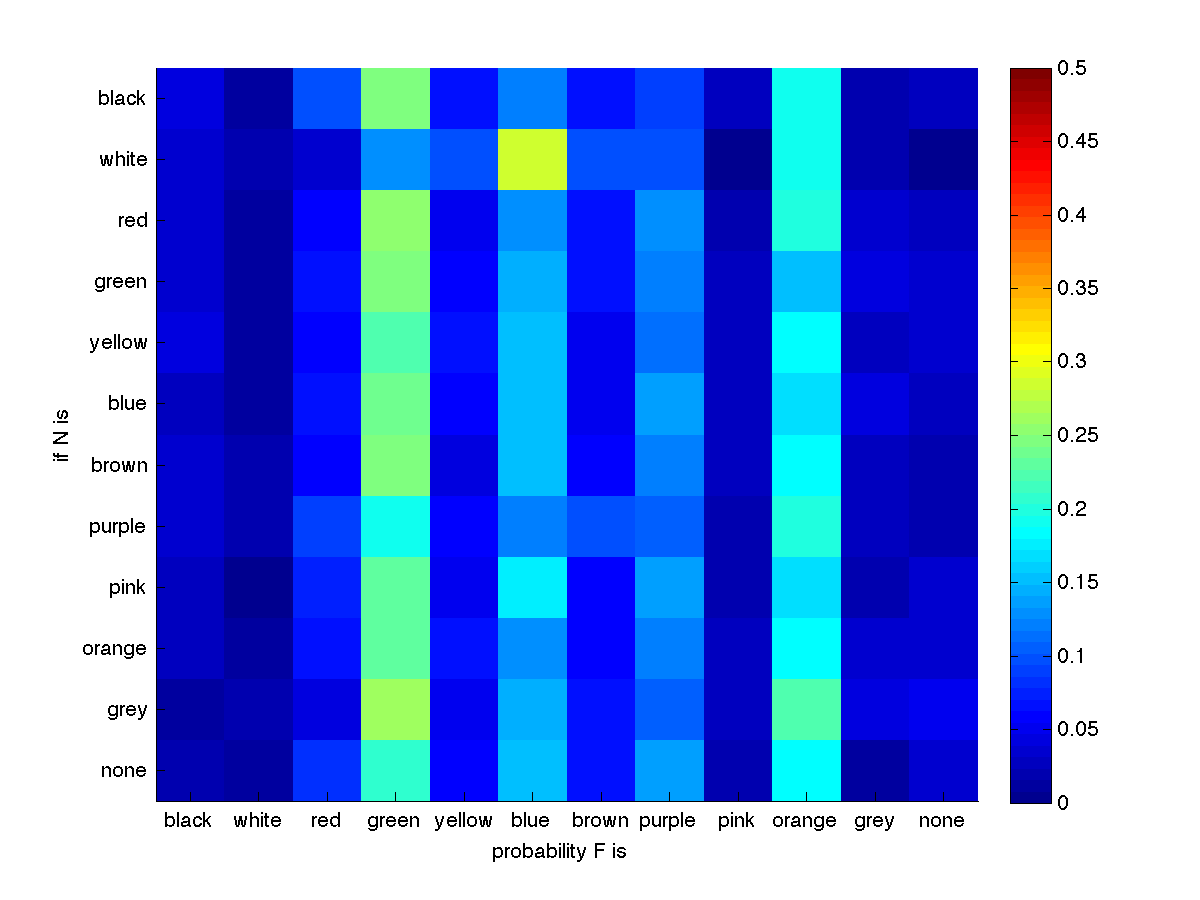 black
white
red
green
yellow
blue
brown
purple
pink
orange
grey
none
if N is
black white red green yellow blue brown purple pink orange grey none
probability F is
0.5
0.45
0.4
0.35
0.3
0.25
0.2
0.15
0.1
0.05
0